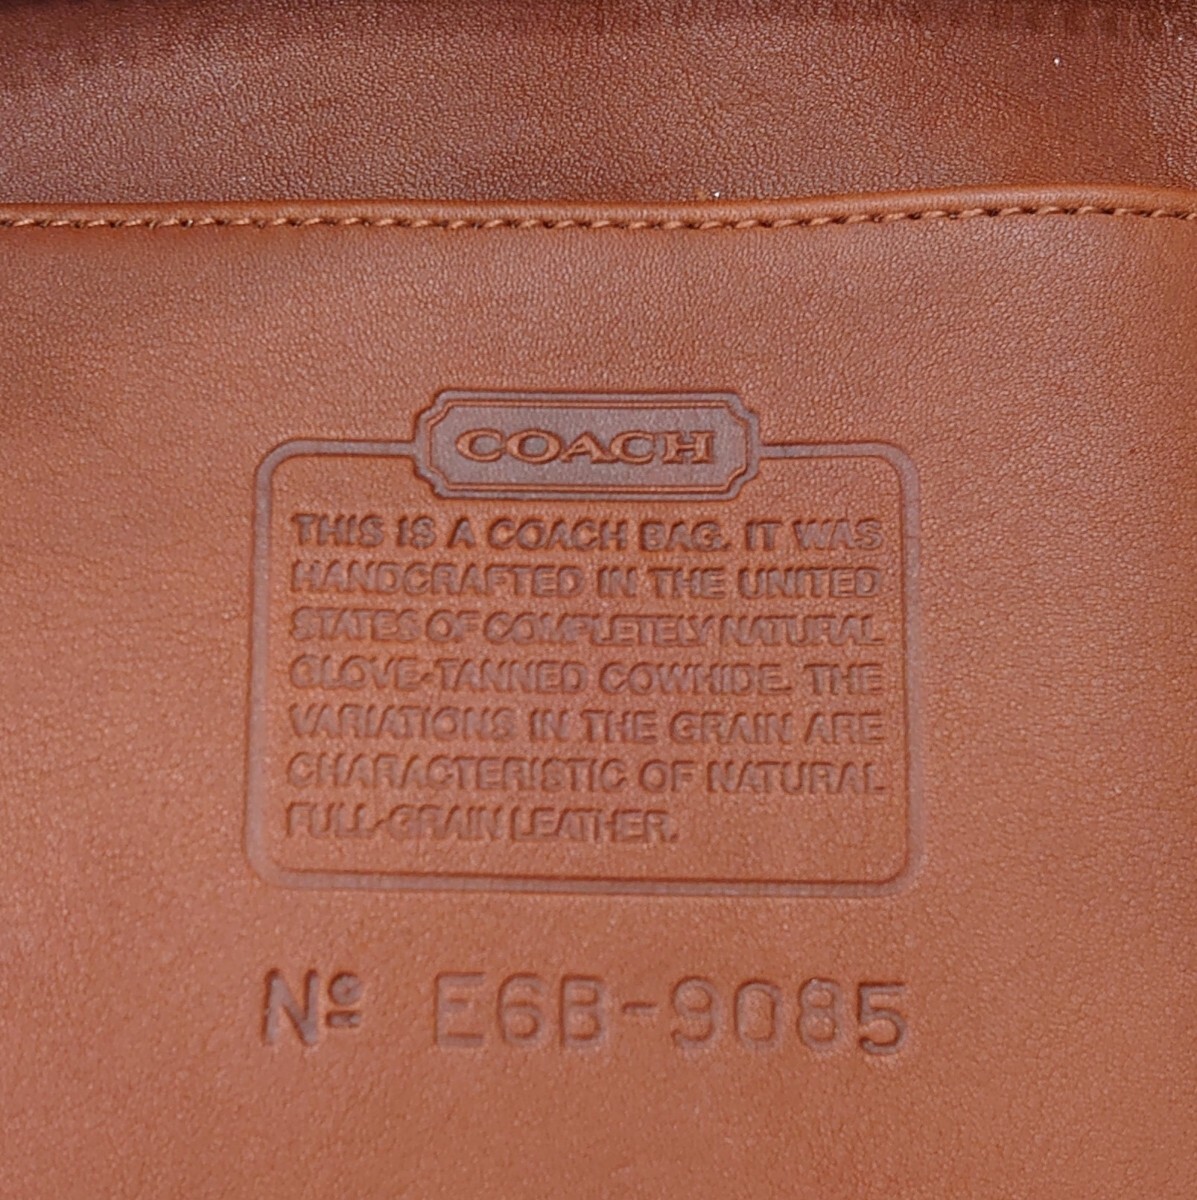 COACH
THIS IS A COACH BAG. IT WAS
HANDCRAFTED IN THE UNITED
STATES OF COMPLETELY NATURAL
GLOVE-TANNED COWHIDE. THE
VARIATIONS IN THE GRAIN ARE
CHARACTERISTIC OF NATURAL
FULL-GRAIN LEATHER.
Nº E6B-9085